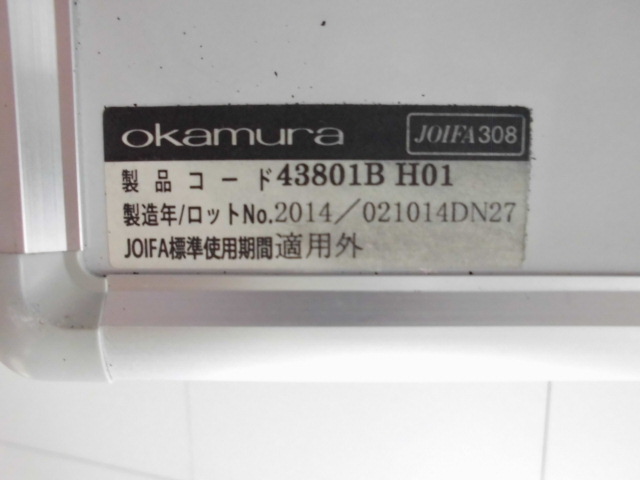 okamura JOIFA308
製品コード43801B H01
製造年/ロットNo.2014/021014DN27
JOIFA標準使用期間適用外